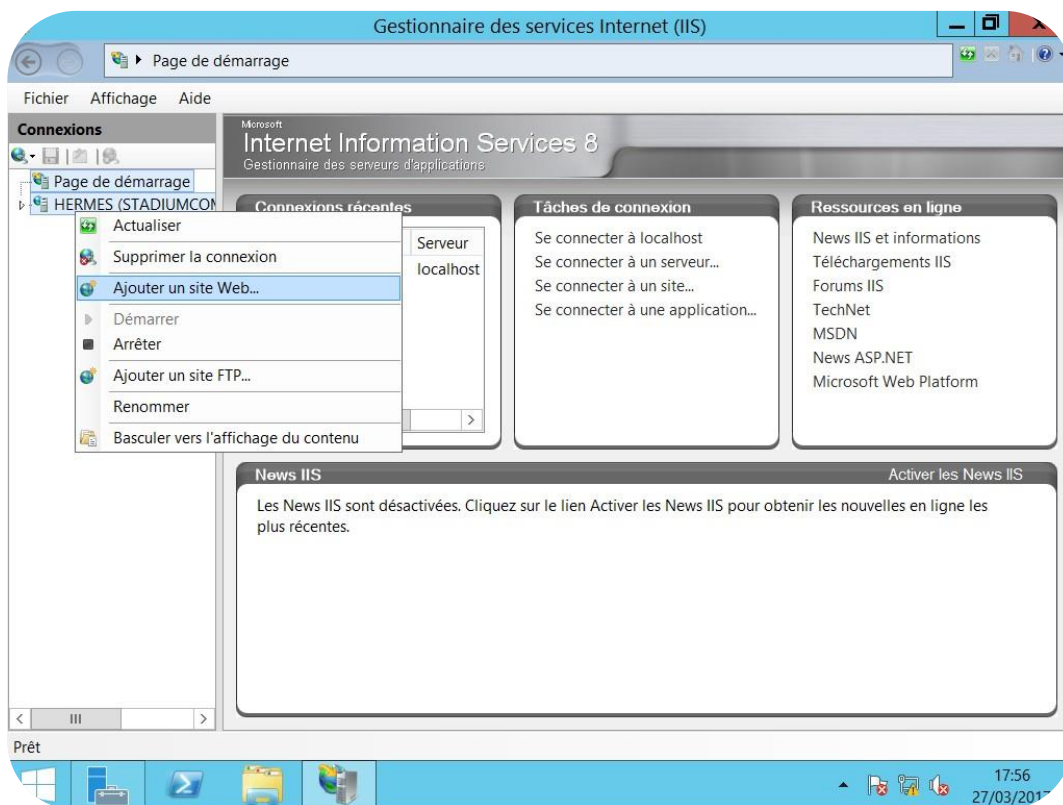 Gestionnaire des services Internet (IIS)
Page de démarrage
Fichier Affichage Aide
Connexions
Page de démarrage
HERMES (STADIUMCOM
Actualiser
Supprimer la connexion
Ajouter un site Web...
Démarrer
Arrêter
Ajouter un site FTP...
Renommer
Basculer vers l'affichage du contenu
Microsoft
Internet Information Services 8
Gestionnaire des serveurs d'applications
Connexions récentes
Serveur
localhost
Tâches de connexion
Se connecter à localhost
Se connecter à un serveur...
Se connecter à un site...
Se connecter à une application...
Ressources en ligne
News IIS et informations
Téléchargements IIS
Forums IIS
TechNet
MSDN
News ASP.NET
Microsoft Web Platform
News IIS
Activer les News IIS
Les News IIS sont désactivées. Cliquez sur le lien Activer les News IIS pour obtenir les nouvelles en ligne les
plus récentes.
Prêt
17:56
27/03/2017